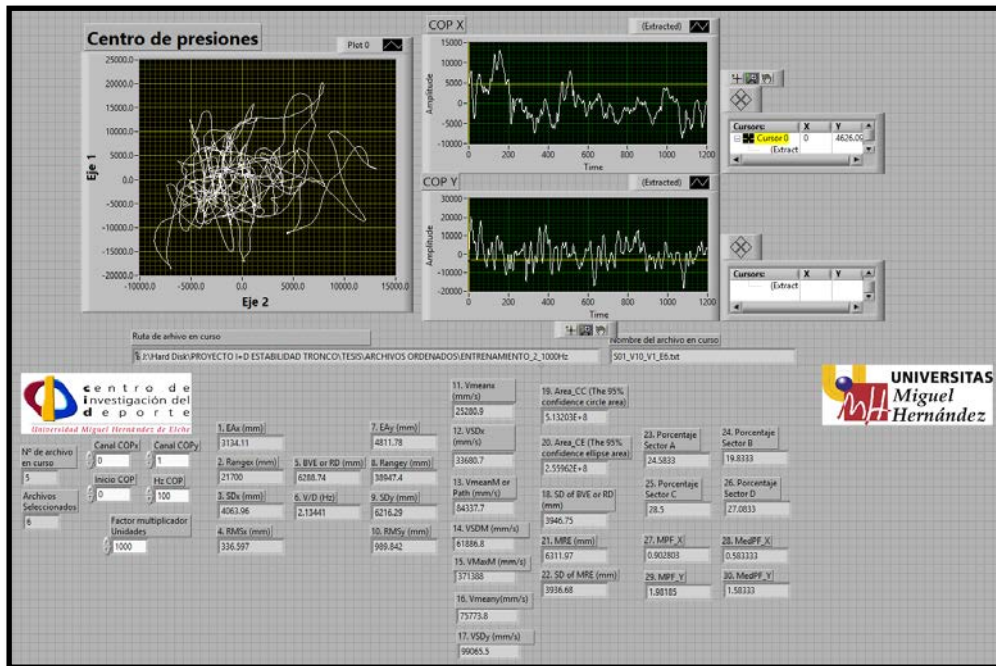 Centro de presiones
Plot 0
25000.0
20000.0
15000.0
10000.0
5000.0
0.0
-5000.0
-10000.0
-15000.0
-20000.0
Eje 1
-10000.0 -5000.0 0.0 5000.0 10000.0 15000.0
Eje 2
COP X
(Extracted)
15000
10000
5000
0
-5000
-10000
Amplitude
0 200 400 600 800 1000 1200
Time
Cursors: X Y
Cursor 0 0 4626.09
(Extract
COP Y
(Extracted)
30000
20000
10000
0
-10000
-20000
Amplitude
0 200 400 600 800 1000 1200
Time
Cursors: X Y
(Extract
Ruta de arhivo en curso
J:\Hard Disk\PROYECTO I+D ESTABILIDAD TRONCO\TESIS\ARCHIVOS ORDENADOS\ENTRENAMIENTO_2_1000Hz
Nombre del archivo en curso
S01_V10_V1_E6.txt
centro de
investigación del
deporte
Universidad Miguel Hernández de Elche
UNIVERSITAS
Miguel
Hernández
Nº de archivo
en curso
5
Archivos
Seleccionados
6
Canal COPx
0
Canal COPy
1
Inicio COP
0
Hz COP
100
Factor multiplicador
Unidades
1000
1. EAx (mm)
3134.11
2. Rangex (mm)
21700
3. SDx (mm)
4063.96
4. RMSx (mm)
336.597
5. BVE or RD (mm)
6288.74
6. V/D (Hz)
2.13441
7. EAy (mm)
4811.78
8. Rangey (mm)
38947.4
9. SDy (mm)
6216.29
10. RMSy (mm)
989.842
11. Vmeanx
(mm/s)
25280.9
12. VSDx
(mm/s)
33680.7
13. VmeanM or
Path (mm/s)
84337.7
14. VSDM (mm/s)
61886.8
15. VMaxM (mm/s)
371388
16. Vmeany(mm/s)
75773.8
17. VSDy (mm/s)
99065.5
19. Area_CC (The 95%
confidence circle area)
5.13203E+8
20. Area_CE (The 95%
confidence ellipse area)
2.55962E+8
18. SD of BVE or RD
(mm)
3946.75
21. MRE (mm)
6311.97
22. SD of MRE (mm)
3936.68
23. Porcentaje
Sector A
24.5833
24. Porcentaje
Sector B
19.8333
25. Porcentaje
Sector C
28.5
26. Porcentaje
Sector D
27.0833
27. MPF_X
0.902803
28. MedPF_X
0.583333
29. MPF_Y
1.98185
30. MedPF_Y
1.58333